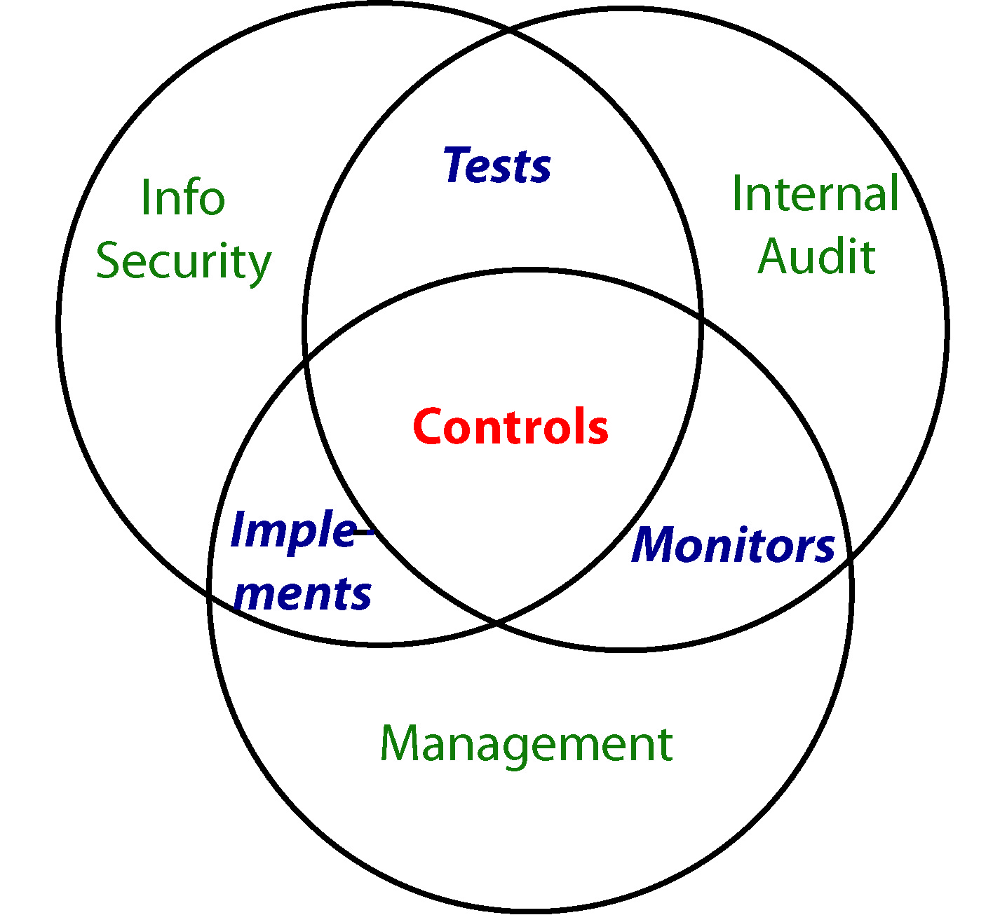 Tests
Info
Security
Internal
Audit
Controls
Imple-
ments
Monitors
Management